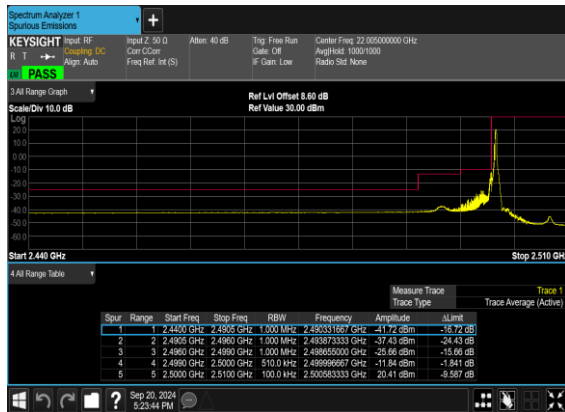 Spectrum Analyzer 1
Spurious Emissions
KEYSIGHT Input: RF Input Z: 50 Ω Atten: 40 dB Trig: Free Run Center Freq: 22.005000000 GHz
R T Coupling: DC Corr CCorr Gate: Off Avg|Hold: 1000/1000
Align: Auto Freq Ref: Int (S) IF Gain: Low Radio Std: None
PASS
3 All Range Graph Ref Lvl Offset 8.60 dB
Scale/Div 10.0 dB Ref Value 30.00 dBm
Log
20.0
10.0
0.00
-10.0
-20.0
-30.0
-40.0
-50.0
-60.0
Start 2.440 GHz Stop 2.510 GH
4 All Range Table
Measure Trace Trace 1
Trace Type Trace Average (Active)
Spur Range Start Freq Stop Freq RBW Frequency Amplitude ΔLimit
1 1 2.4400 GHz 2.4905 GHz 1.000 MHz 2.490331667 GHz -41.72 dBm -16.72 dB
2 2 2.4905 GHz 2.4960 GHz 1.000 MHz 2.493873333 GHz -37.43 dBm -24.43 dB
3 3 2.4960 GHz 2.4990 GHz 1.000 MHz 2.498655000 GHz -25.66 dBm -15.66 dB
4 4 2.4990 GHz 2.5000 GHz 510.0 kHz 2.499996667 GHz -11.84 dBm -1.841 dB
5 5 2.5000 GHz 2.5100 GHz 100.0 kHz 2.500583333 GHz 20.41 dBm -9.587 dB
Sep 20, 2024
5:23:44 PM